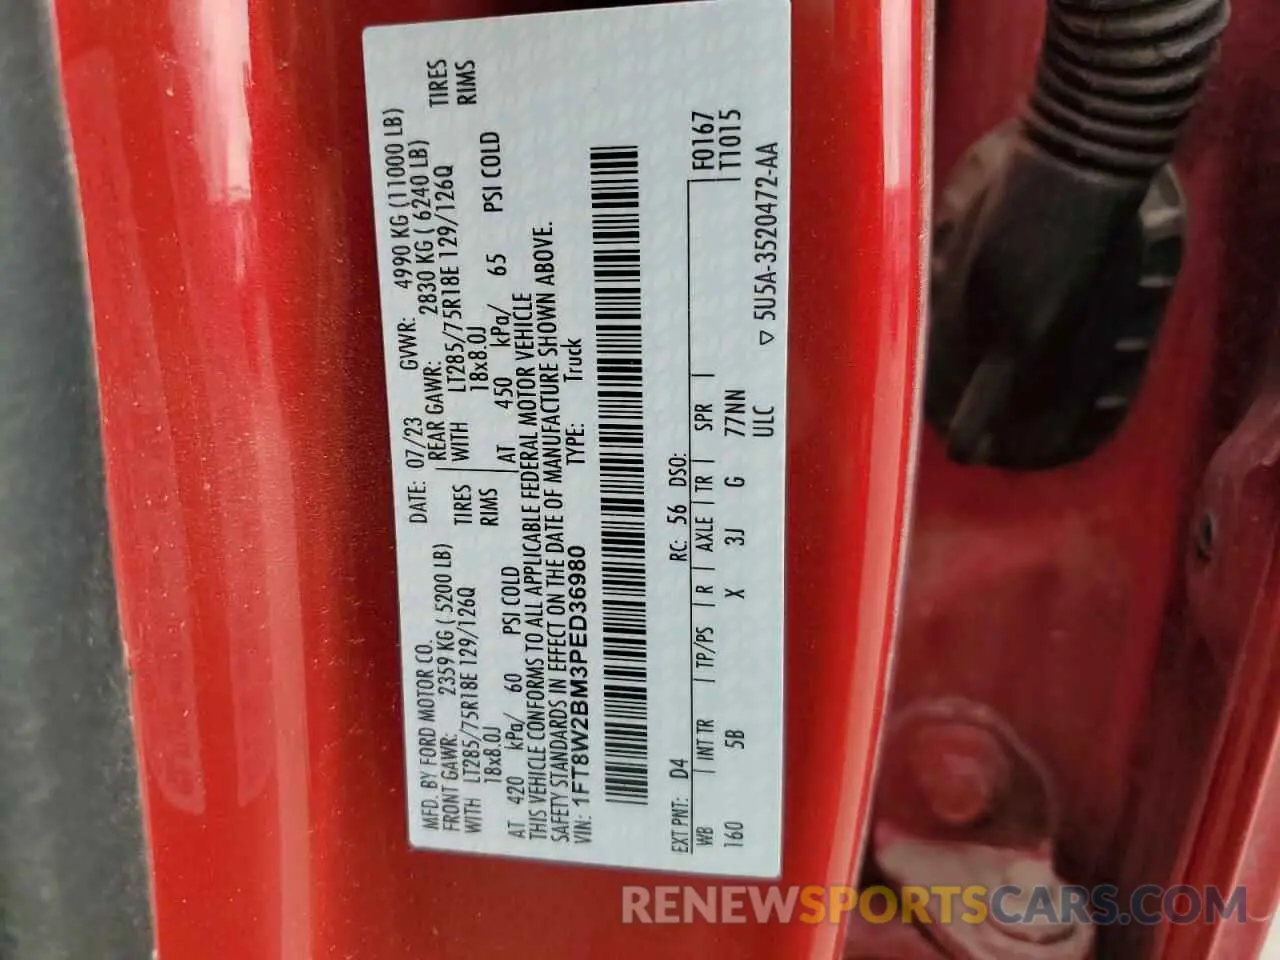 MFD. BY FORD MOTOR CO.
DATE: 07/23 GVWR: 4990 KG (11000 LB)
FRONT GAWR: 2359 KG ( 5200 LB) REAR GAWR: 2830 KG ( 6240 LB)
WITH LT285/75R18E 129/126Q TIRES WITH LT285/75R18E 129/126Q TIRES
18x8.0J RIMS 18x8.0J RIMS
AT 420 kPa/ 60 PSI COLD AT 450 kPa/ 65 PSI COLD
THIS VEHICLE CONFORMS TO ALL APPLICABLE FEDERAL MOTOR VEHICLE
SAFETY STANDARDS IN EFFECT ON THE DATE OF MANUFACTURE SHOWN ABOVE.
VIN: 1FT8W2BM3PED36980 TYPE: Truck
EXT PNT: D4 RC: 56 DSO: F0167
WB INT TR TP/PS R AXLE TR SPR T1015
160 5B X 3J G 77NN
ULC ▽ 5U5A-3520472-AA
RENEWSPORTSCARS.COM